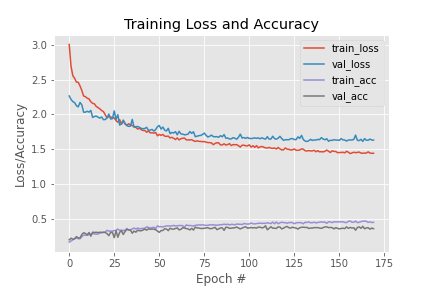 Training Loss and Accuracy
train_loss
val_loss
train_acc
val_acc
Loss/Accuracy
3.0
2.5
2.0
1.5
1.0
0.5
0 25 50 75 100 125 150 175
Epoch #